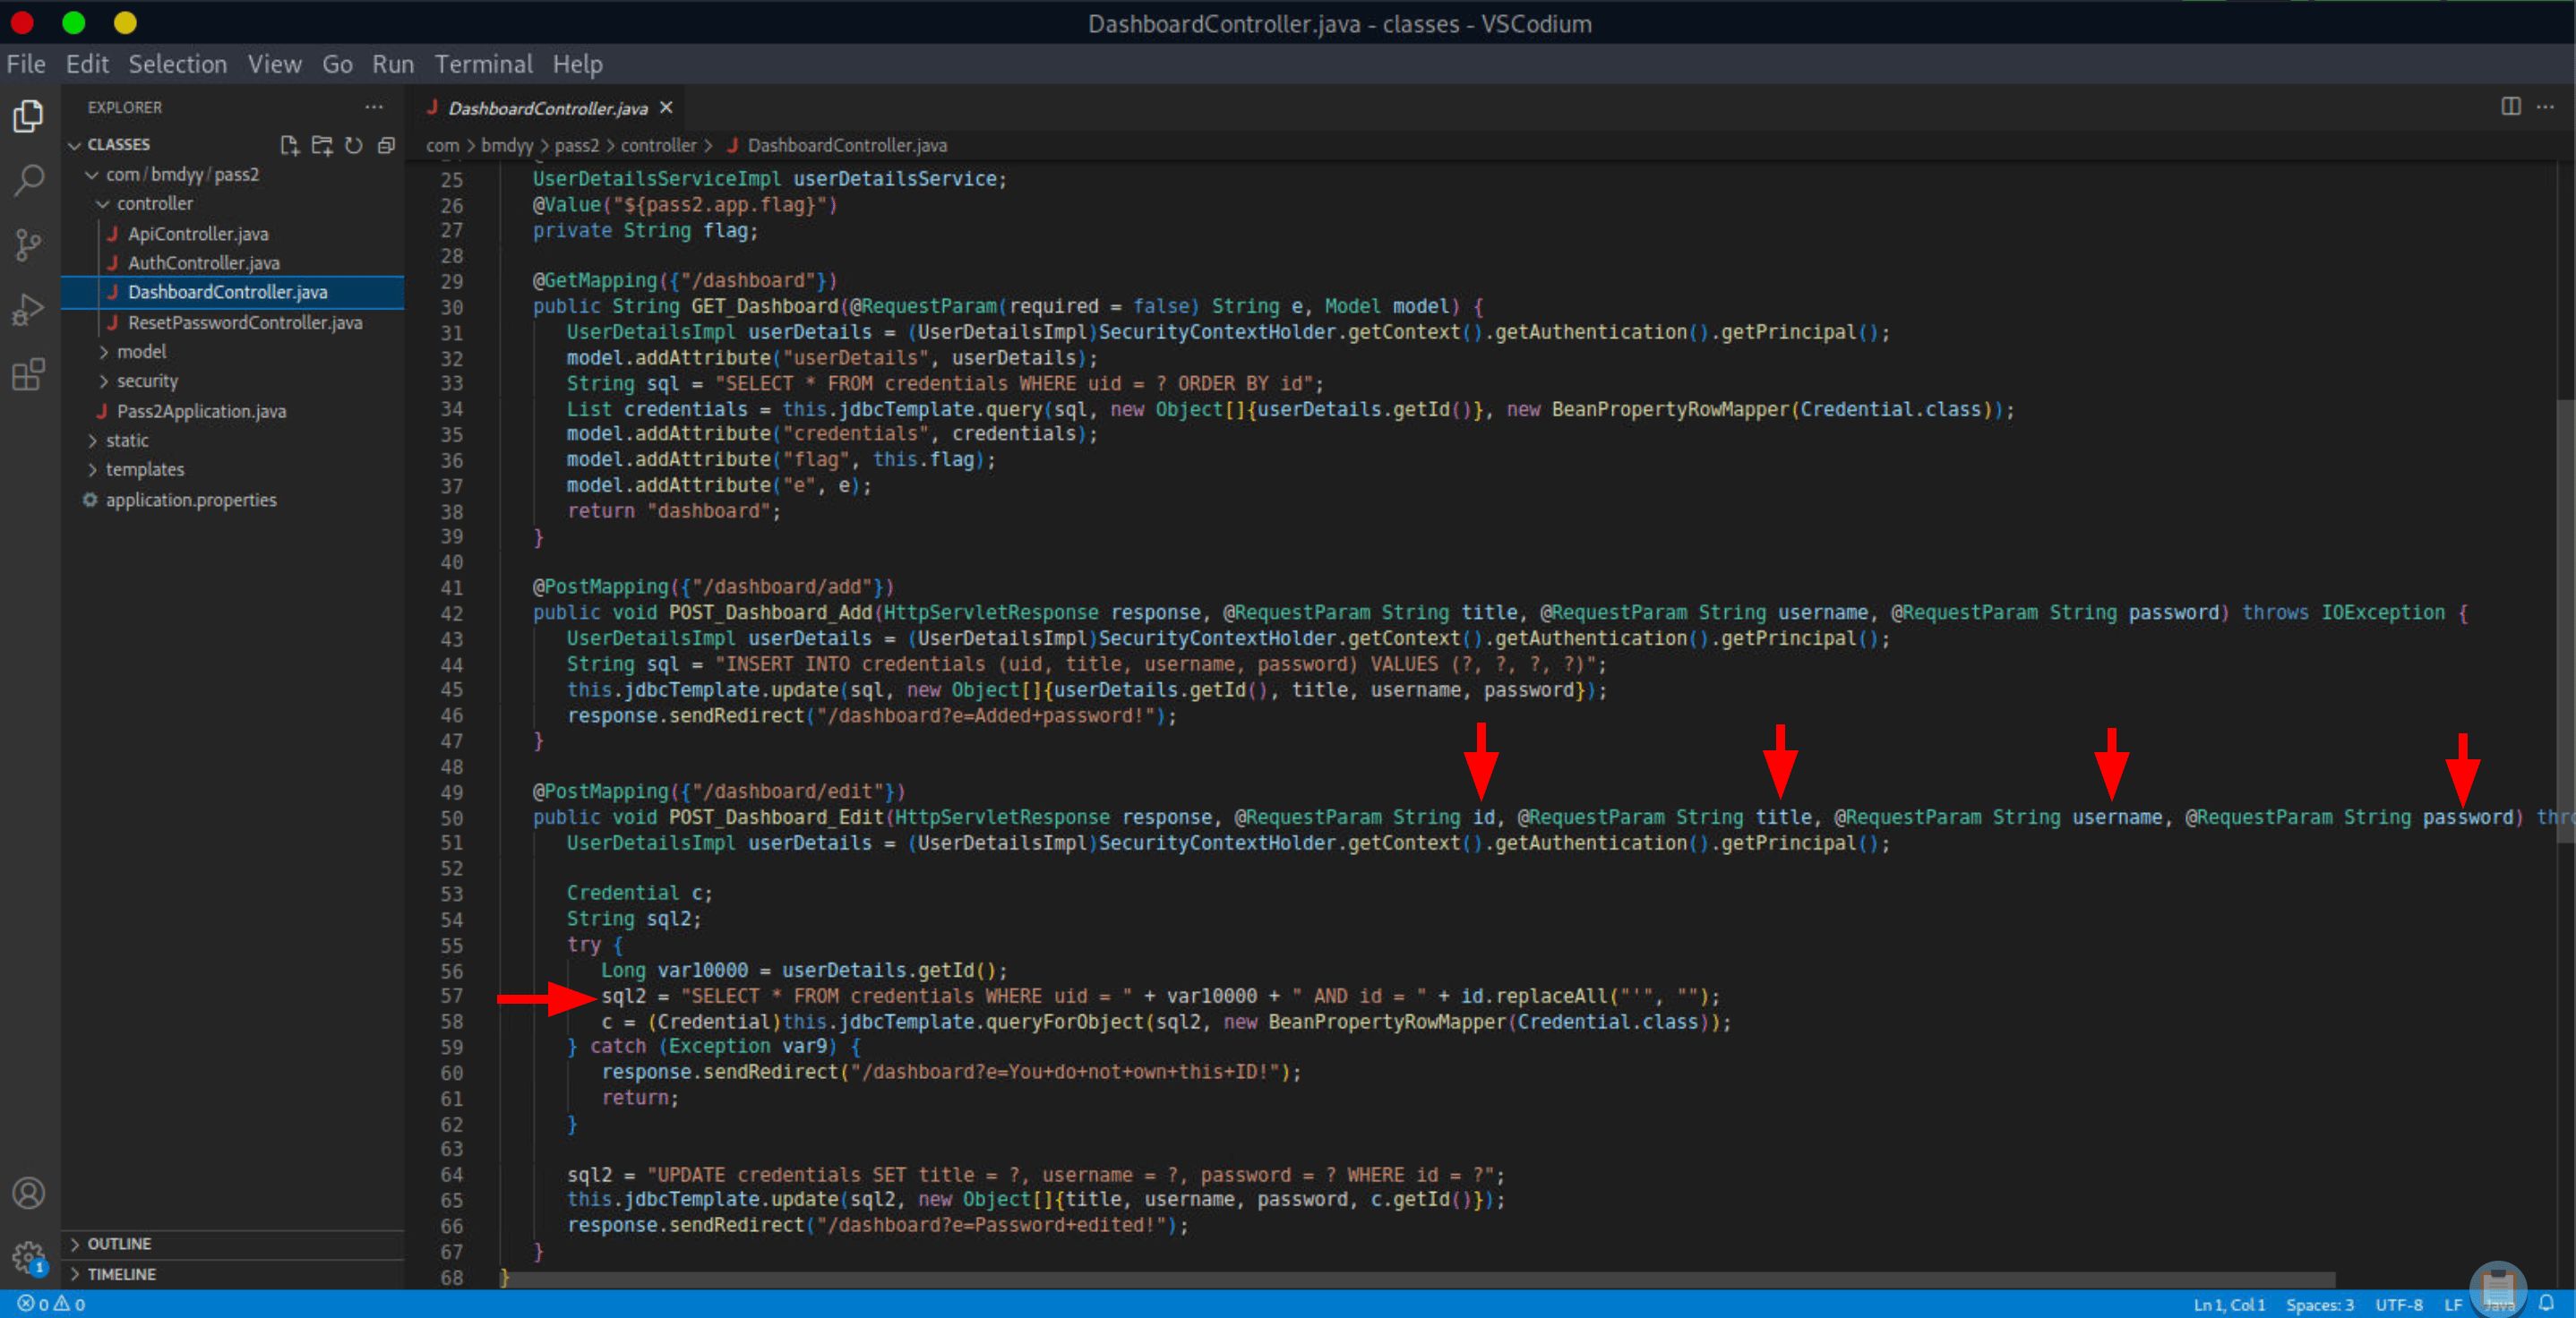 DashboardController.java - classes - VSCodium
File Edit Selection View Go Run Terminal Help
EXPLORER
CLASSES
com/bmdyy/pass2
controller
J ApiController.java
J AuthController.java
J DashboardController.java
J ResetPasswordController.java
model
security
J Pass2Application.java
static
templates
application.properties
OUTLINE
TIMELINE
J DashboardController.java
com > bmdyy > pass2 > controller > J DashboardController.java
25 UserDetailsServiceImpl userDetailsService;
26 @Value("${pass2.app.flag}")
27 private String flag;
28
29 @GetMapping({"/dashboard"})
30 public String GET_Dashboard(@RequestParam(required = false) String e, Model model) {
31 UserDetailsImpl userDetails = (UserDetailsImpl)SecurityContextHolder.getContext().getAuthentication().getPrincipal();
32 model.addAttribute("userDetails", userDetails);
33 String sql = "SELECT * FROM credentials WHERE uid = ? ORDER BY id";
34 List credentials = this.jdbcTemplate.query(sql, new Object[]{userDetails.getId()}, new BeanPropertyRowMapper(Credential.class));
35 model.addAttribute("credentials", credentials);
36 model.addAttribute("flag", this.flag);
37 model.addAttribute("e", e);
38 return "dashboard";
39 }
40
41 @PostMapping({"/dashboard/add"})
42 public void POST_Dashboard_Add(HttpServletResponse response, @RequestParam String title, @RequestParam String username, @RequestParam String password) throws IOException {
43 UserDetailsImpl userDetails = (UserDetailsImpl)SecurityContextHolder.getContext().getAuthentication().getPrincipal();
44 String sql = "INSERT INTO credentials (uid, title, username, password) VALUES (?, ?, ?, ?)";
45 this.jdbcTemplate.update(sql, new Object[]{userDetails.getId(), title, username, password});
46 response.sendRedirect("/dashboard?e=Added+password!");
47 }
48
49 @PostMapping({"/dashboard/edit"})
50 public void POST_Dashboard_Edit(HttpServletResponse response, @RequestParam String id, @RequestParam String title, @RequestParam String username, @RequestParam String password) thr
51 UserDetailsImpl userDetails = (UserDetailsImpl)SecurityContextHolder.getContext().getAuthentication().getPrincipal();
52
53 Credential c;
54 String sql2;
55 try {
56 Long var10000 = userDetails.getId();
57 sql2 = "SELECT * FROM credentials WHERE uid = " + var10000 + " AND id = " + id.replaceAll("'", "");
58 c = (Credential)this.jdbcTemplate.queryForObject(sql2, new BeanPropertyRowMapper(Credential.class));
59 } catch (Exception var9) {
60 response.sendRedirect("/dashboard?e=You+do+not+own+this+ID!");
61 return;
62 }
63
64 sql2 = "UPDATE credentials SET title = ?, username = ?, password = ? WHERE id = ?";
65 this.jdbcTemplate.update(sql2, new Object[]{title, username, password, c.getId()});
66 response.sendRedirect("/dashboard?e=Password+edited!");
67 }
68 }
1
0 0
Ln 1, Col 1 Spaces: 3 UTF-8 LF Java